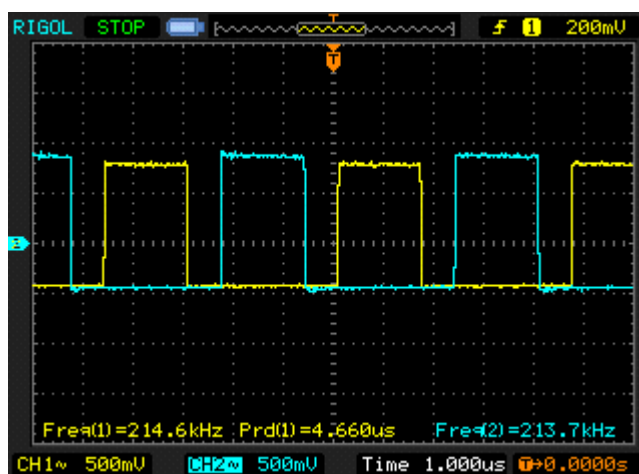 RIGOL STOP T 1 200mV
T
1
Freq(1)=214.6kHz Prd(1)=4.660us Freq(2)=213.7kHz
CH1~ 500mV CH2~ 500mV Time 1.000us T→0.0000s